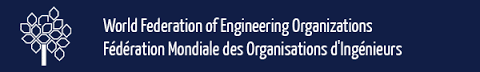 World Federation of Engineering Organizations
Fédération Mondiale des Organisations d'Ingénieurs